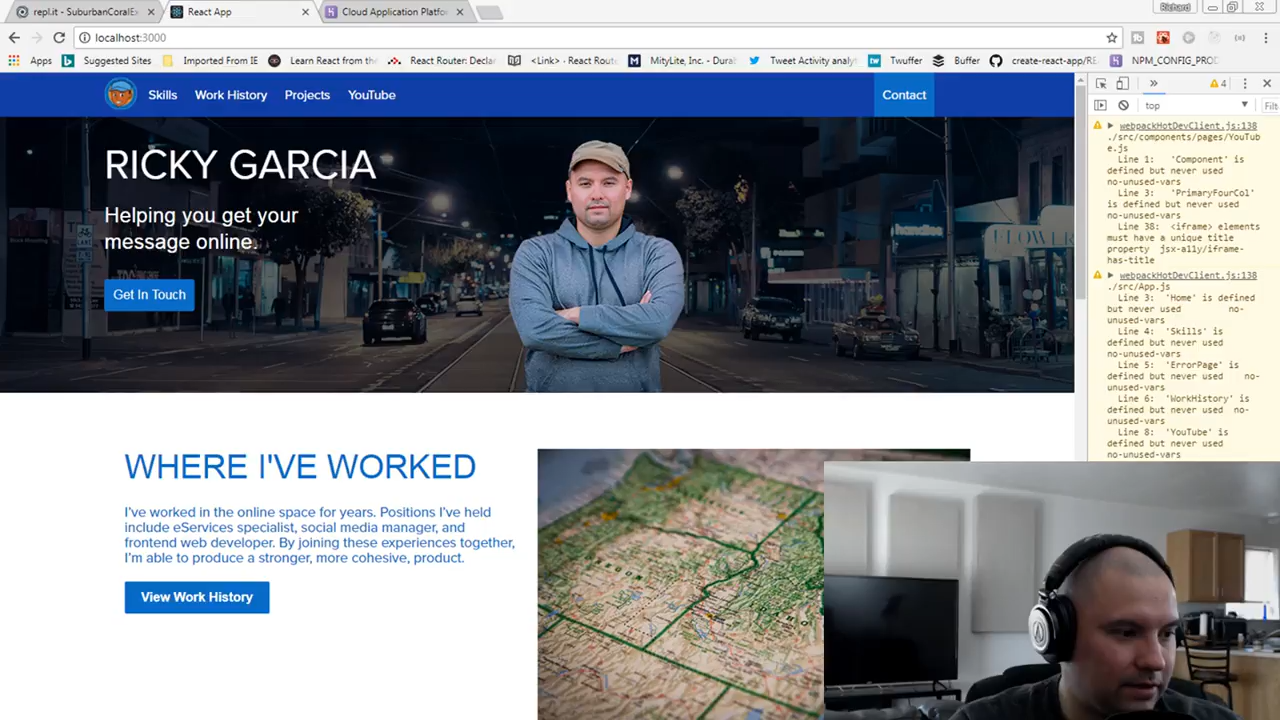 repl.it - SuburbanCoralEx
React App
Cloud Application Platfo
Richard
localhost:3000
Apps
Suggested Sites
Imported From IE
Learn React from the
React Router: Declar
<Link> - React Route
MityLite, Inc. - Durab
Tweet Activity analyt
Twuffer
Buffer
create-react-app/RE
NPM_CONFIG_PROD
Skills
Work History
Projects
YouTube
Contact
RICKY GARCIA
Helping you get your
message online.
Get In Touch
WHERE I'VE WORKED
I've worked in the online space for years. Positions I've held
include eServices specialist, social media manager, and
frontend web developer. By joining these experiences together,
I'm able to produce a stronger, more cohesive, product.
View Work History
4
top
Filt
webpackHotDevClient.js:138
./src/components/pages/YouTub
e.js
Line 1: 'Component' is
defined but never used
no-unused-vars
Line 3: 'PrimaryFourCol'
is defined but never used
no-unused-vars
Line 38: <iframe> elements
must have a unique title
property jsx-a11y/iframe-
has-title
webpackHotDevClient.js:138
./src/App.js
Line 3: 'Home' is defined
but never used no-
unused-vars
Line 4: 'Skills' is
defined but never used
no-unused-vars
Line 5: 'ErrorPage' is
defined but never used no-
unused-vars
Line 6: 'WorkHistory' is
defined but never used no-
unused-vars
Line 8: 'YouTube' is
defined but never used
no-unused-vars